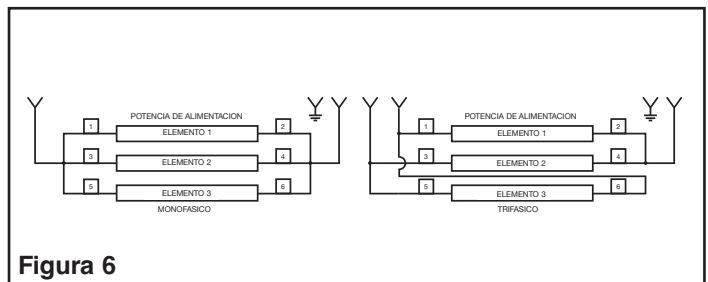 POTENCIA DE ALIMENTACION
1 ELEMENTO 1 2
3 ELEMENTO 2 4
5 ELEMENTO 3 6
MONOFASICO
POTENCIA DE ALIMENTACION
1 ELEMENTO 1 2
3 ELEMENTO 2 4
5 ELEMENTO 3 6
TRIFASICO
Figura 6